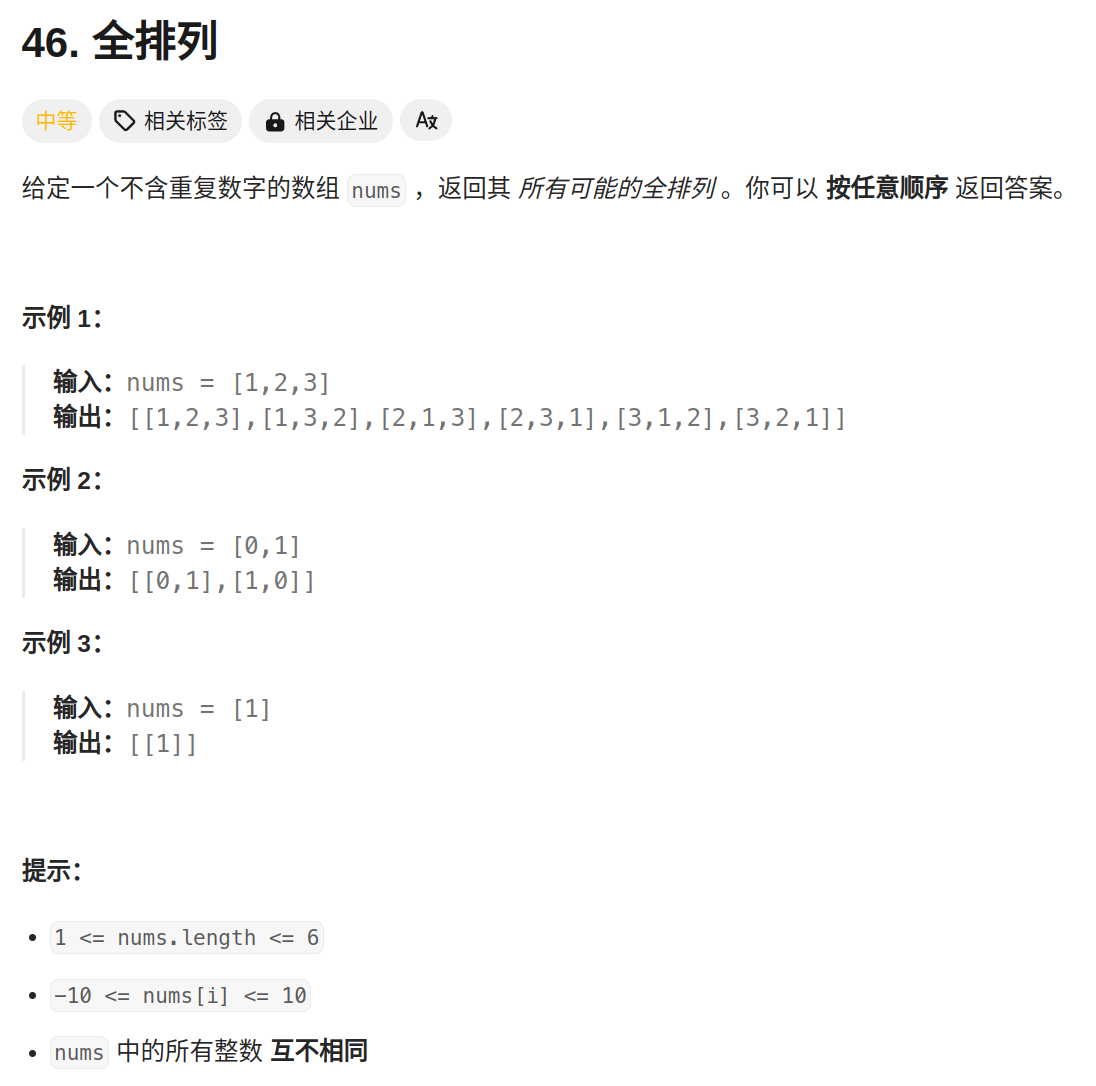 46. 全排列
中等 相关标签 相关企业
给定一个不含重复数字的数组 nums ，返回其 所有可能的全排列 。你可以 按任意顺序 返回答案。
示例 1：
输入：nums = [1,2,3]
输出：[[1,2,3],[1,3,2],[2,1,3],[2,3,1],[3,1,2],[3,2,1]]
示例 2：
输入：nums = [0,1]
输出：[[0,1],[1,0]]
示例 3：
输入：nums = [1]
输出：[[1]]
提示：
1 <= nums.length <= 6
-10 <= nums[i] <= 10
nums 中的所有整数 互不相同